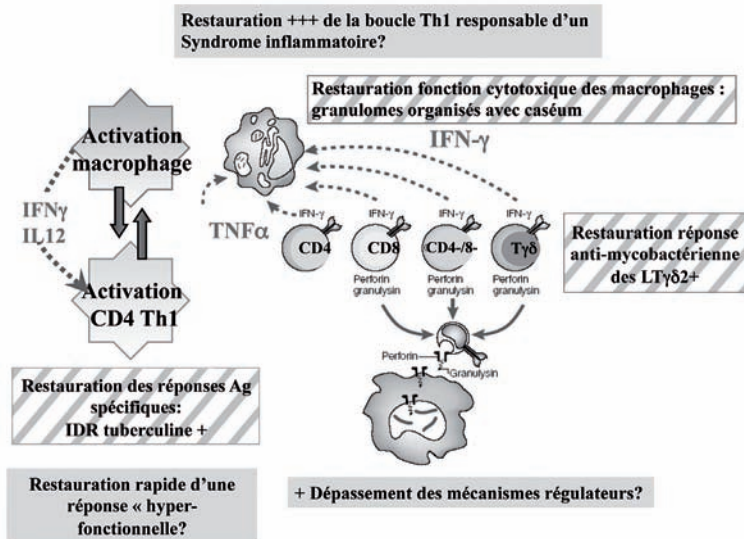 Restauration +++ de la boucle Th1 responsable d’un
Syndrome inflammatoire?
Restauration fonction cytotoxique des macrophages :
granulomes organisés avec caséum
Activation
macrophage
IFN-γ
IFNγ
IL12
TNFα
IFN-γ
IFN-γ
IFN-γ
IFN-γ
CD4
CD8
CD4-/8-
Tγδ
Restauration réponse
anti-mycobactérienne
des LTγδ2+
Perforin
granulysin
Perforin
granulysin
Perforin
granulysin
Activation
CD4 Th1
Perforin
Granulysin
Restauration des réponses Ag
spécifiques:
IDR tuberculine +
Restauration rapide d’une
réponse « hyper-
fonctionnelle?
+ Dépassement des mécanismes régulateurs?